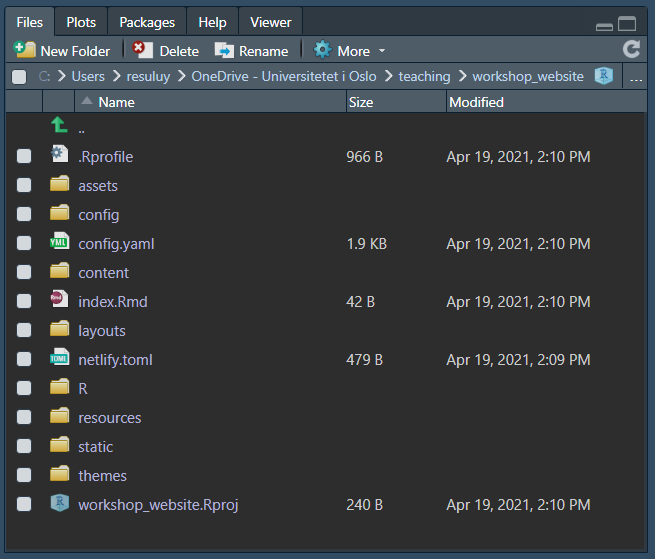 Files Plots Packages Help Viewer
New Folder Delete Rename More
C: Users resuluy OneDrive - Universitetet i Oslo teaching workshop_website R ...
Name Size Modified
..
.Rprofile 966 B Apr 19, 2021, 2:10 PM
assets
config
YML config.yaml 1.9 KB Apr 19, 2021, 2:10 PM
content
Rmd index.Rmd 42 B Apr 19, 2021, 2:10 PM
layouts
TOML netlify.toml 479 B Apr 19, 2021, 2:09 PM
R
resources
static
themes
R workshop_website.Rproj 240 B Apr 19, 2021, 2:10 PM